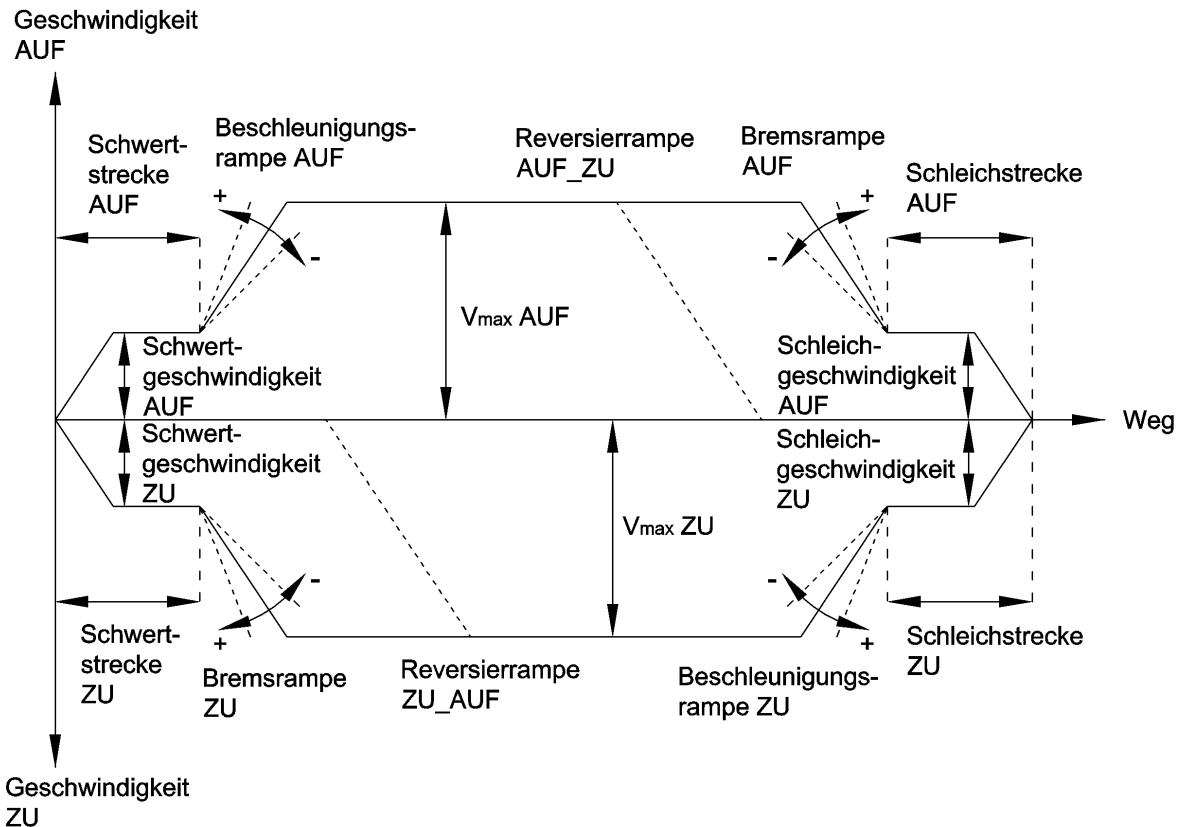 Geschwindigkeit
AUF
Schwert-
strecke
AUF
Beschleunigungs-
rampe AUF
Reversierrampe
AUF_ZU
Bremsrampe
AUF
Schleichstrecke
AUF
+
-
+
-
Vmax AUF
Schwert-
geschwindigkeit
AUF
Schleich-
geschwindigkeit
AUF
Weg
Schwert-
geschwindigkeit
ZU
Schleich-
geschwindigkeit
ZU
Vmax ZU
-
+
-
+
Schwert-
strecke
ZU
Bremsrampe
ZU
Reversierrampe
ZU_AUF
Beschleunigungs-
rampe ZU
Schleichstrecke
ZU
Geschwindigkeit
ZU